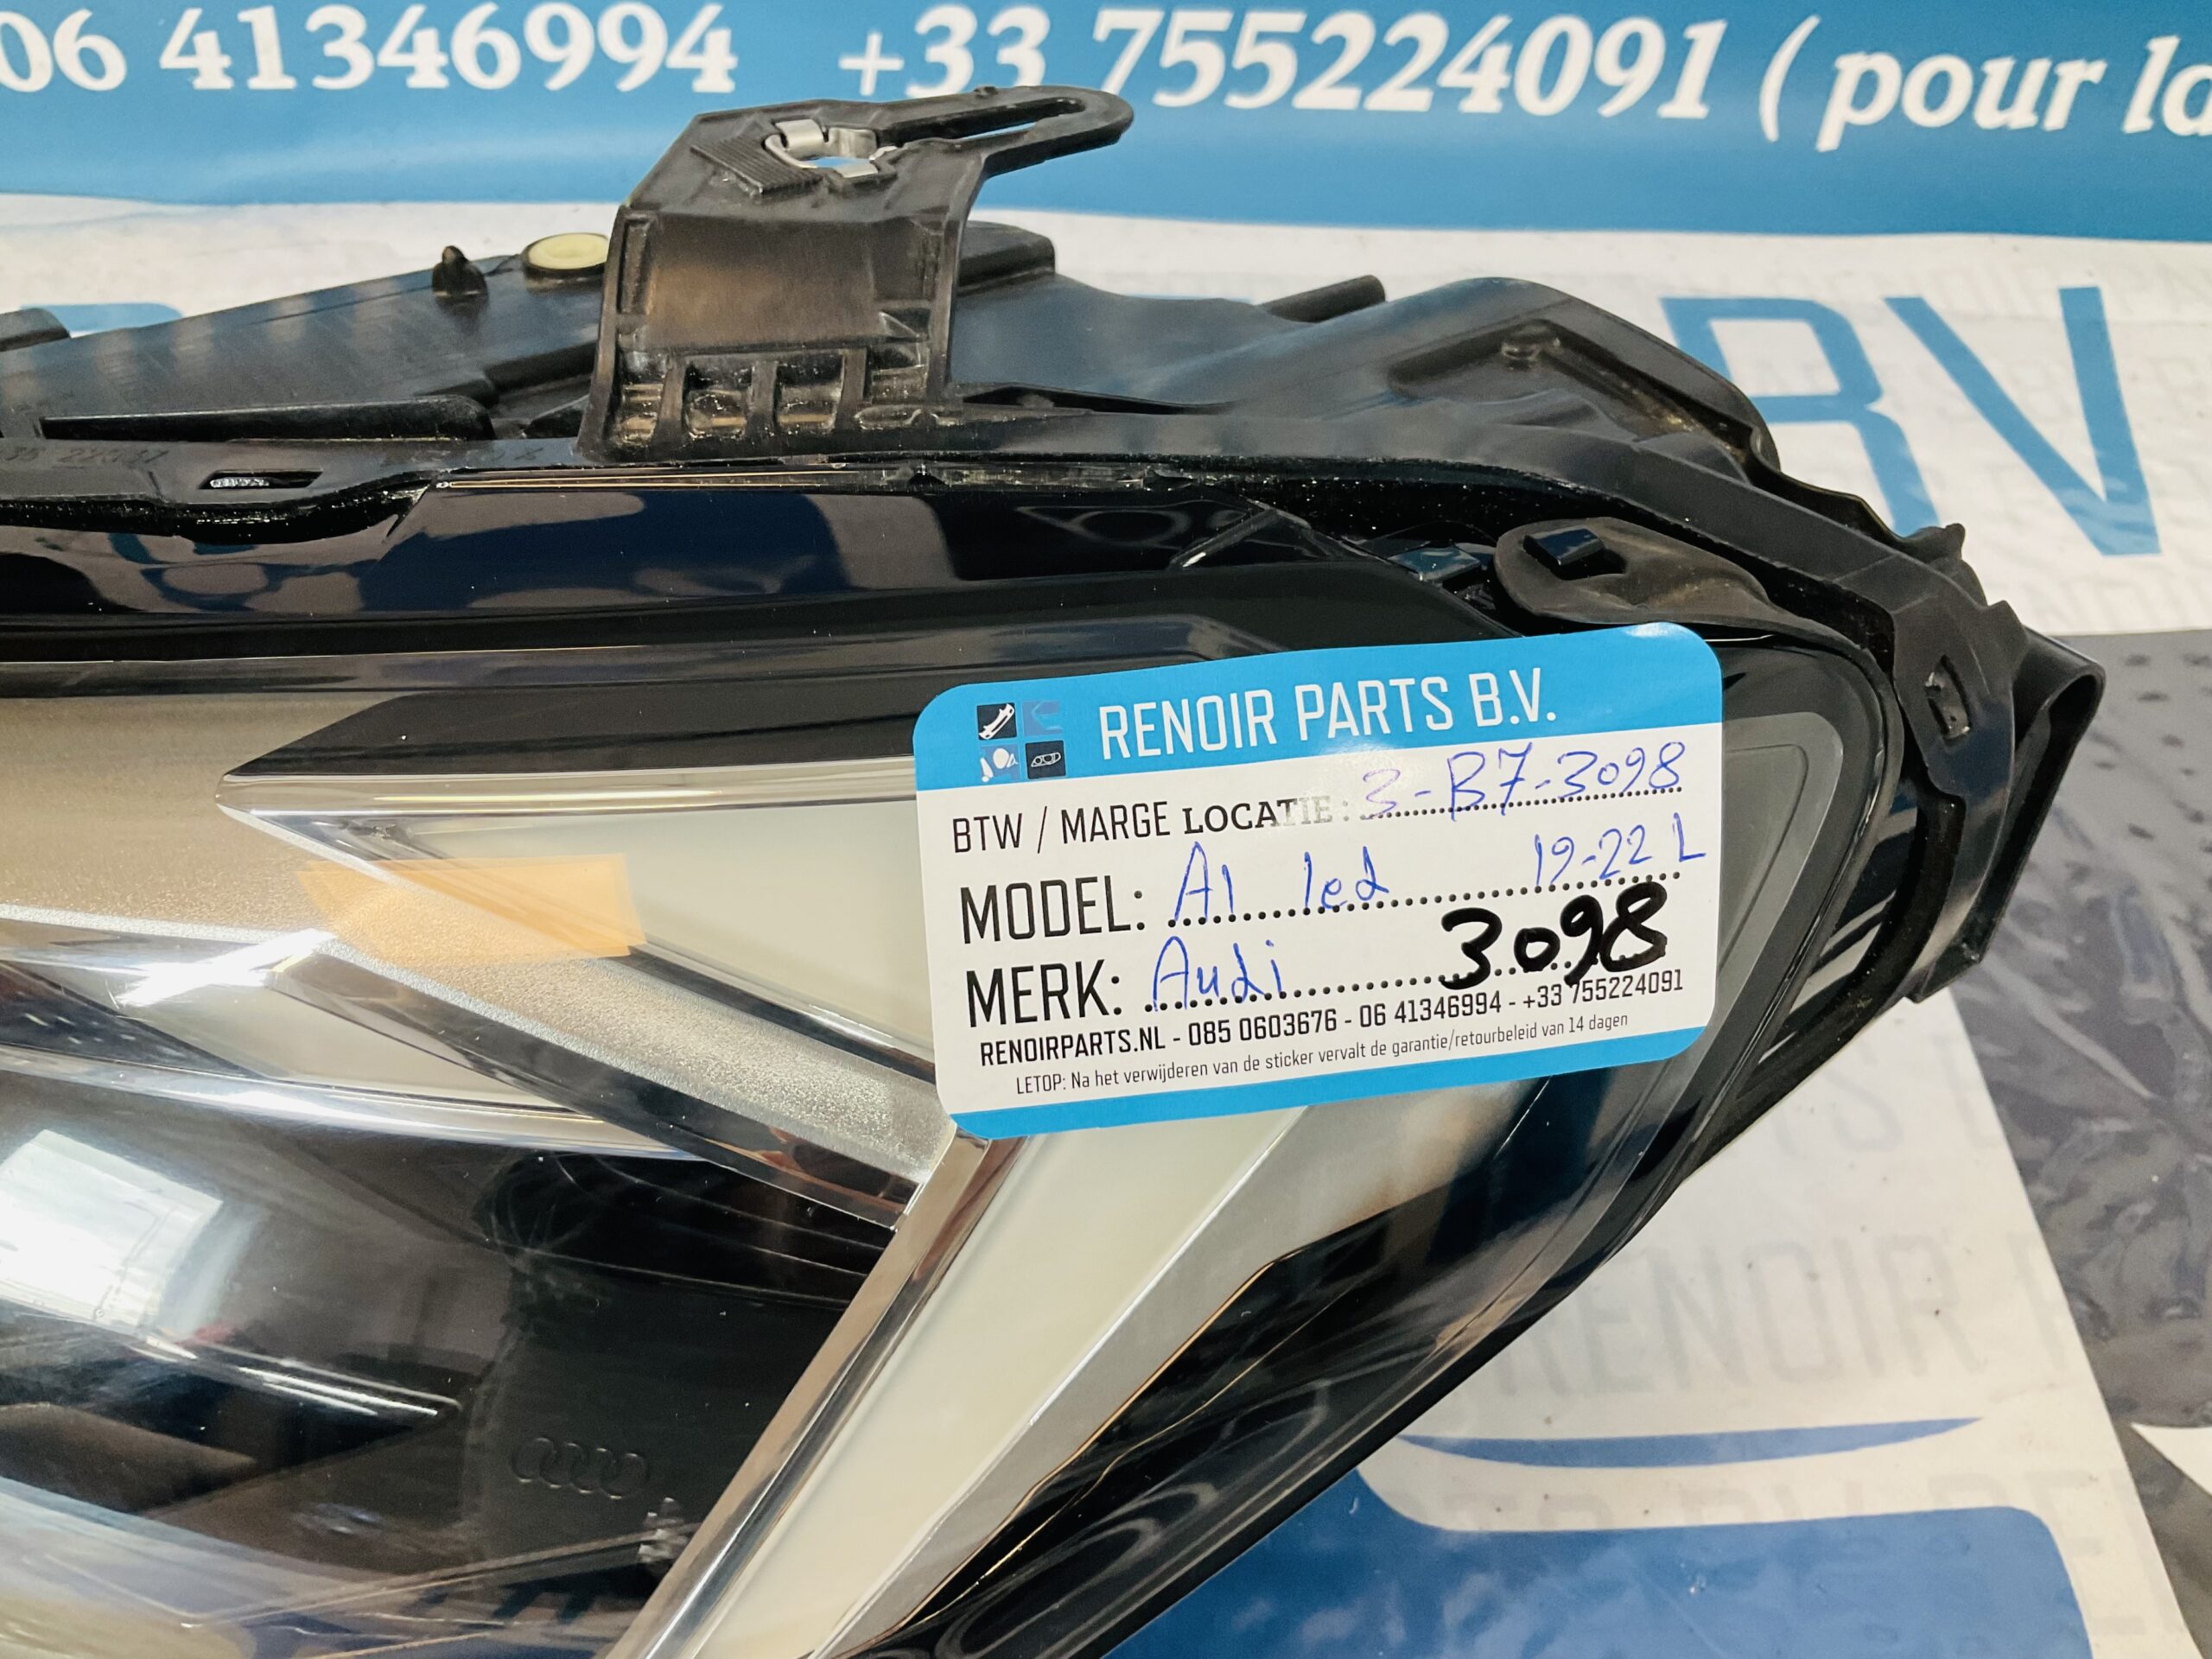 06 41346994 +33 755224091 ( pour la
RV
RENOIR PARTS B.V.
BTW / MARGE LOCATIE: 3-B7-3098
MODEL: A1 led 19-22 L
MERK: Audi 3098
RENOIRPARTS.NL - 085 0603676 - 06 41346994 - +33 755224091
LETOP: Na het verwijderen van de sticker vervalt de garantie/retourbeleid van 14 dagen
RENOIR